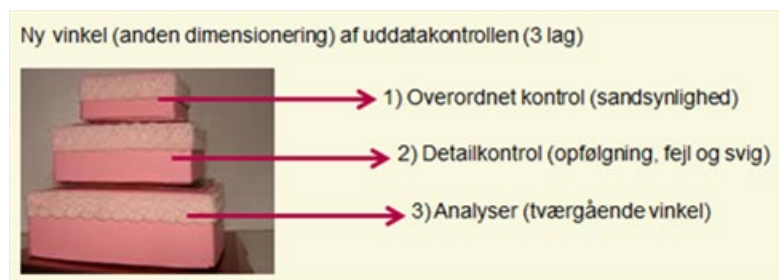 Ny vinkel (anden dimensionering) af uddatakontrollen (3 lag)
1) Overordnet kontrol (sandsynlighed)
2) Detailkontrol (opfølgning, fejl og svig)
3) Analyser (tværgående vinkel)